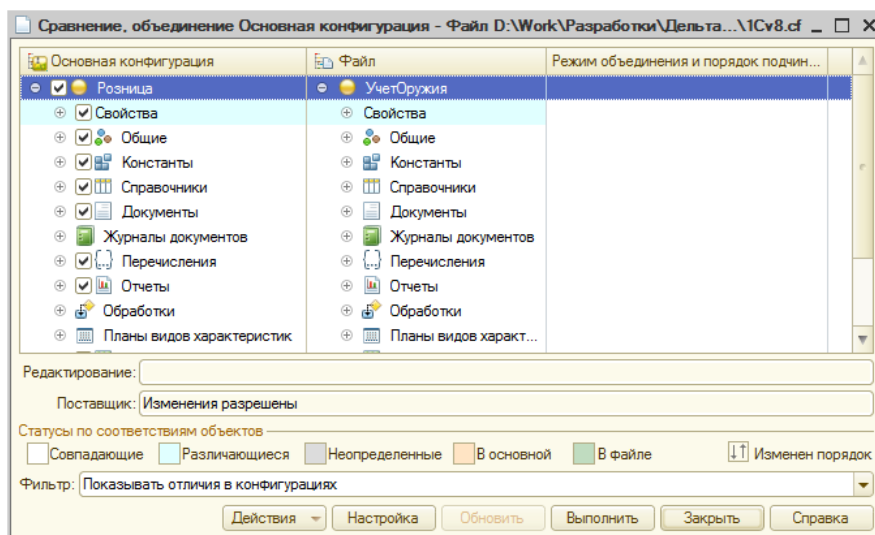 Сравнение, объединение Основная конфигурация - Файл D:\Work\Разработки\Дельта...\1Cv8.cf
Основная конфигурация Файл Режим объединения и порядок подчин...
Розница УчетОружия
Свойства Свойства
Общие Общие
Константы Константы
Справочники Справочники
Документы Документы
Журналы документов Журналы документов
Перечисления Перечисления
Отчеты Отчеты
Обработки Обработки
Планы видов характеристик Планы видов характ...
Редактирование:
Поставщик: Изменения разрешены
Статусы по соответствиям объектов
Совпадающие Различающиеся Неопределенные В основной В файле Изменен порядок
Фильтр: Показывать отличия в конфигурациях
Действия Настройка Обновить Выполнить Закрыть Справка